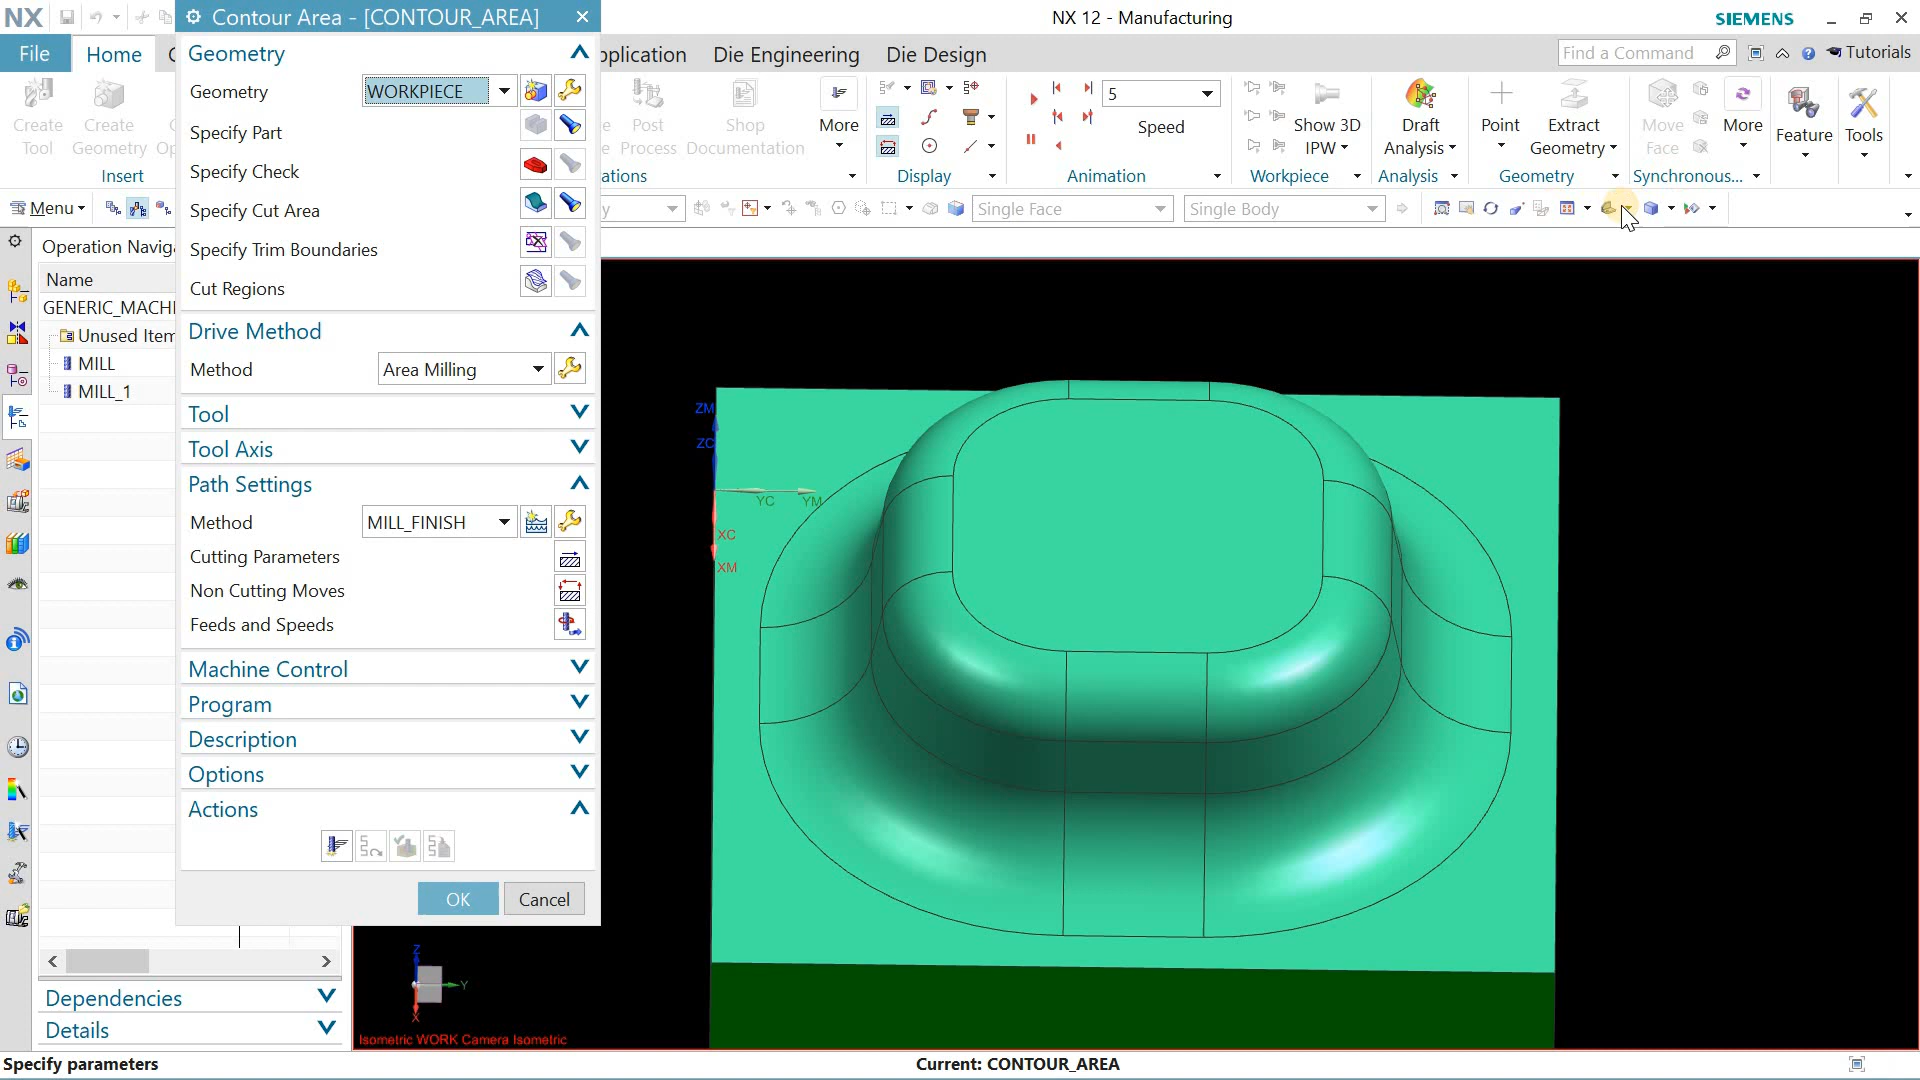 NX
Contour Area - [CONTOUR_AREA]
NX 12 - Manufacturing
SIEMENS
File
Home
pplication
Die Engineering
Die Design
Find a Command
Tutorials
Create Tool
Create Geometry
Insert
Post Process
Shop Documentation
More
ations
Display
5
Speed
Animation
Show 3D IPW
Workpiece
Draft Analysis
Analysis
Point
Extract Geometry
Geometry
Move Face
More
Synchronous...
Feature
Tools
Menu
Single Face
Single Body
Operation Naviga
Name
GENERIC_MACHI
Unused Item
MILL
MILL_1
Geometry
Geometry
WORKPIECE
Specify Part
Specify Check
Specify Cut Area
Specify Trim Boundaries
Cut Regions
Drive Method
Method
Area Milling
Tool
Tool Axis
Path Settings
Method
MILL_FINISH
Cutting Parameters
Non Cutting Moves
Feeds and Speeds
Machine Control
Program
Description
Options
Actions
OK
Cancel
ZM
ZC
YC
YM
XC
XM
Z
Y
X
Isometric WORK Camera Isometric
Dependencies
Details
Specify parameters
Current: CONTOUR_AREA